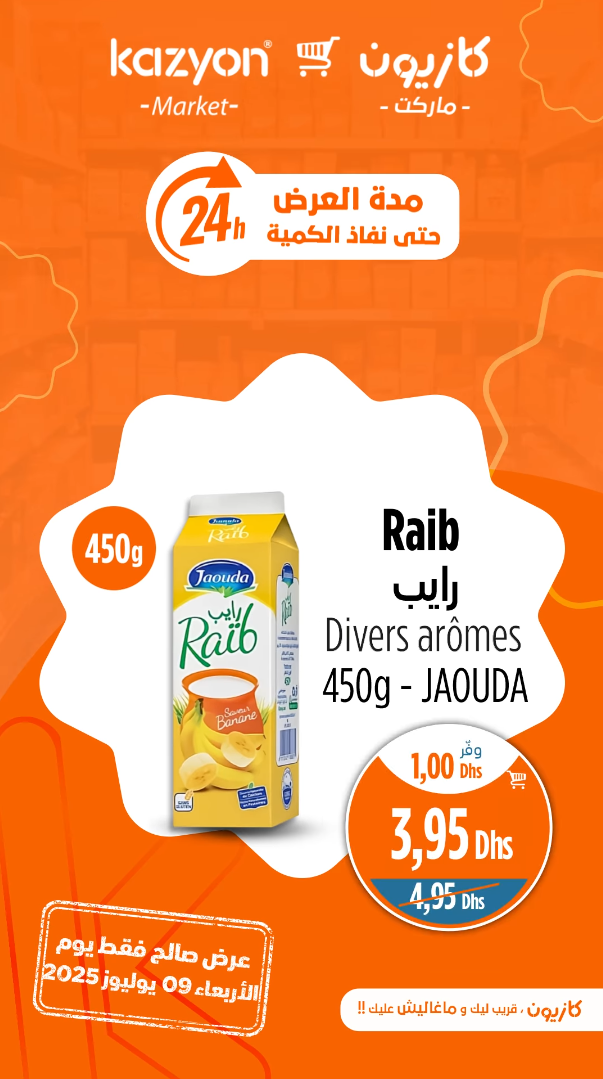 kazyon® كازيون
-Market- - ماركت -
24h
مدة العرض
حتى نفاذ الكمية
450g
Jaouda
Raib
Jaouda
رايب
Raib
Saveur
Banane
Raib
رايب
Divers arômes
450g - JAOUDA
وفّر
1,00 Dhs
3,95 Dhs
4,95 Dhs
عرض صالح فقط يوم
الأربعاء 09 يوليوز 2025
كازيون ، قريب ليك و ماغاليش عليك !!